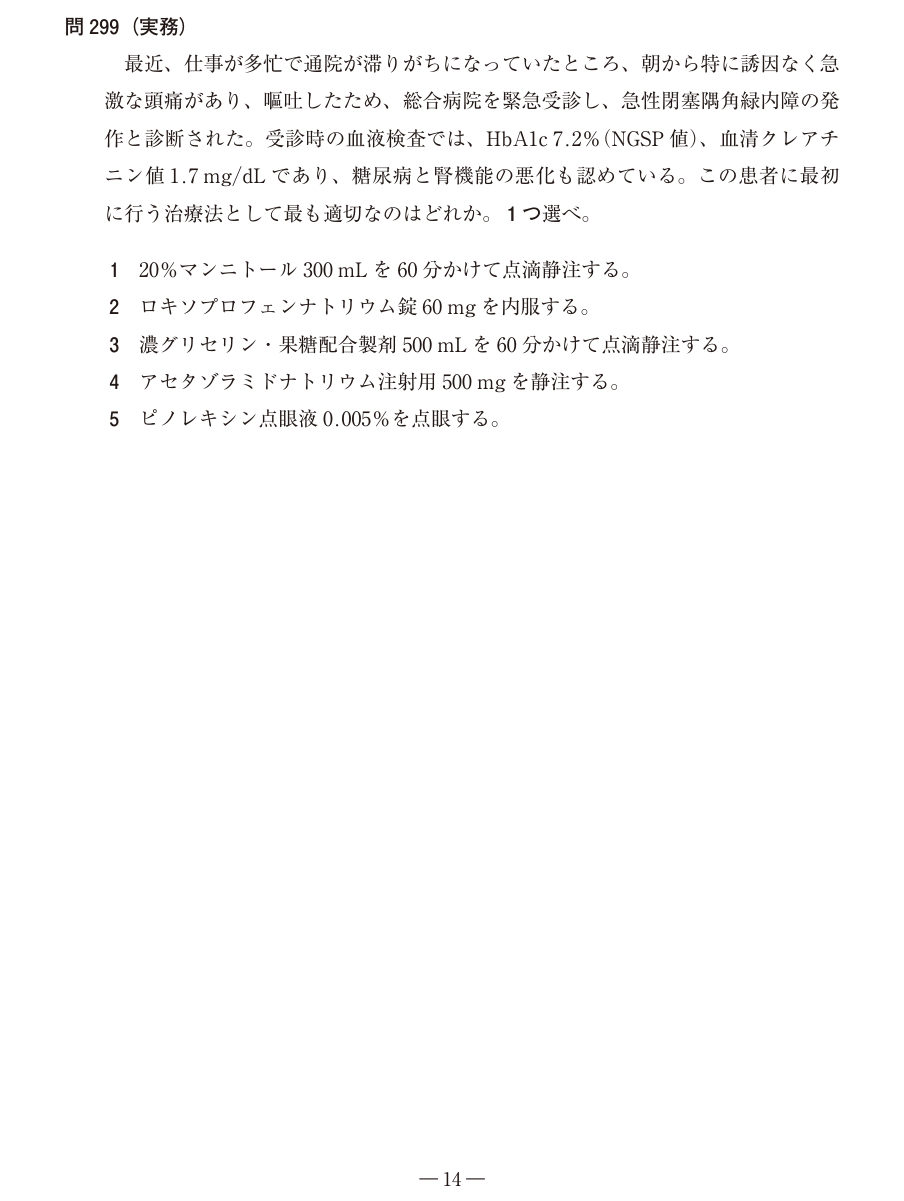 問 299（実務）
最近、仕事が多忙で通院が滞りがちになっていたところ、朝から特に誘因なく急
激な頭痛があり、嘔吐したため、総合病院を緊急受診し、急性閉塞隅角緑内障の発
作と診断された。受診時の血液検査では、HbA1c 7.2％（NGSP 値）、血清クレアチ
ニン値 1.7 mg/dL であり、糖尿病と腎機能の悪化も認めている。この患者に最初
に行う治療法として最も適切なのはどれか。1つ選べ。
1 20％マンニトール 300 mL を 60 分かけて点滴静注する。
2 ロキソプロフェンナトリウム錠 60 mg を内服する。
3 濃グリセリン・果糖配合製剤 500 mL を 60 分かけて点滴静注する。
4 アセタゾラミドナトリウム注射用 500 mg を静注する。
5 ピノレキシン点眼液 0.005％を点眼する。
― 14 ―